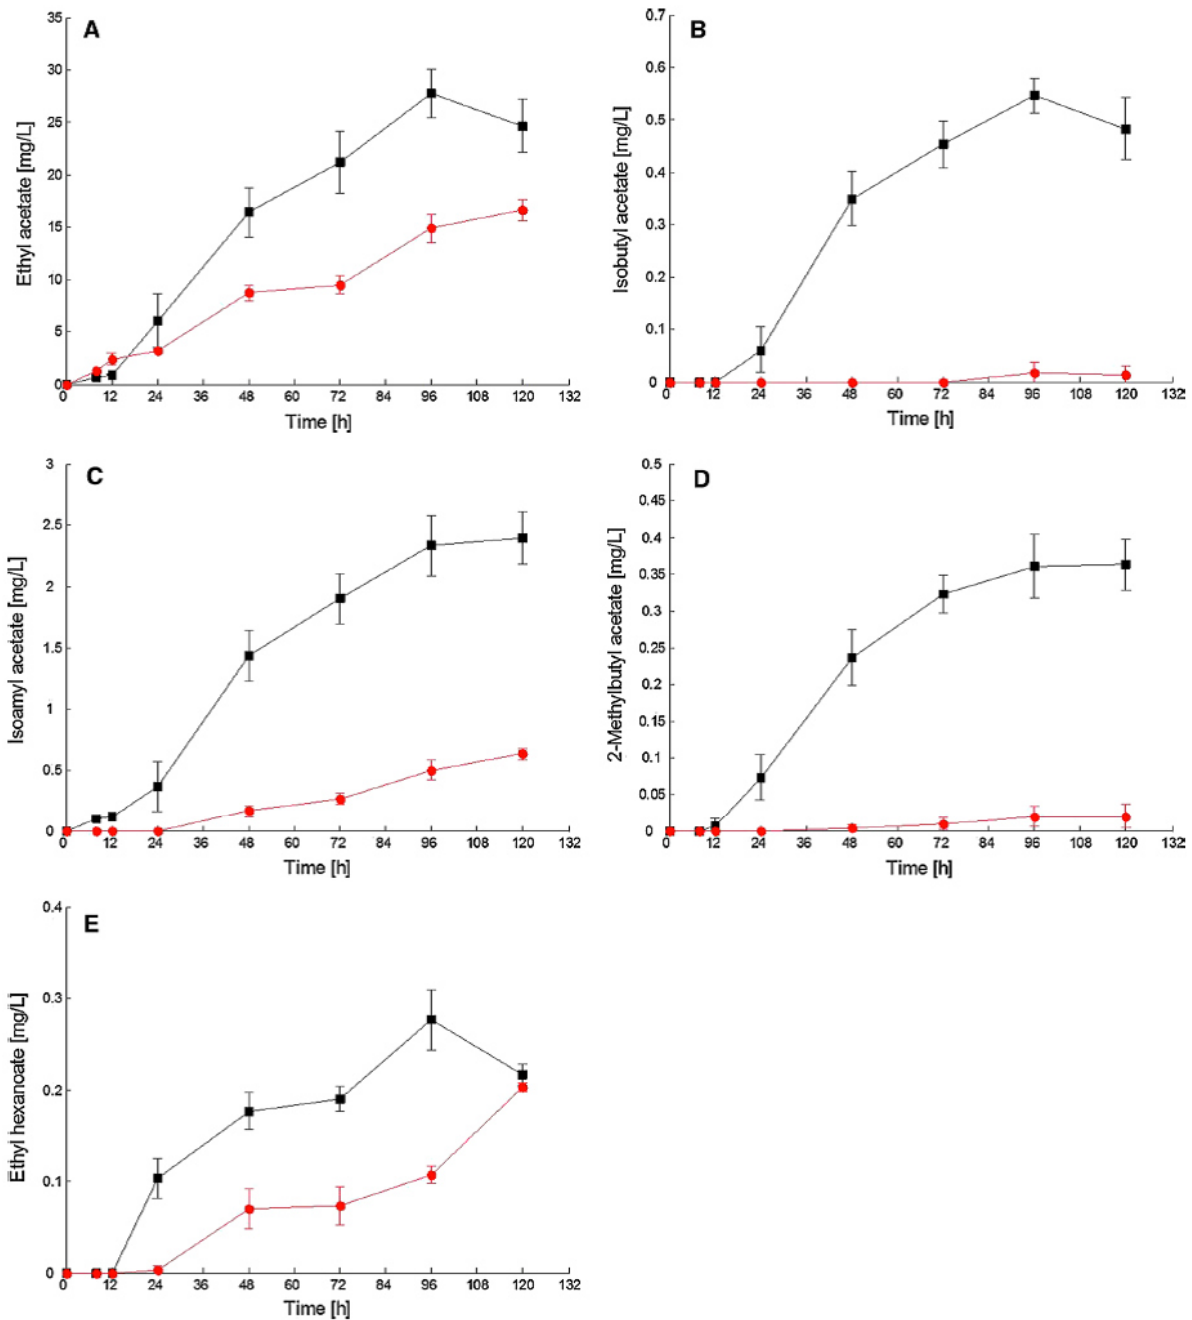 A
Ethyl acetate [mg/L]
35
30
25
20
15
10
5
0
0 12 24 36 48 60 72 84 96 108 120 132
Time [h]
B
Isobutyl acetate [mg/L]
0.7
0.6
0.5
0.4
0.3
0.2
0.1
0
0 12 24 36 48 60 72 84 96 108 120 132
Time [h]
C
Isoamyl acetate [mg/L]
3
2.5
2
1.5
1
0.5
0
0 12 24 36 48 60 72 84 96 108 120 132
Time [h]
D
2-Methylbutyl acetate [mg/L]
0.5
0.45
0.4
0.35
0.3
0.25
0.2
0.15
0.1
0.05
0
0 12 24 36 48 60 72 84 96 108 120 132
Time [h]
E
Ethyl hexanoate [mg/L]
0.4
0.3
0.2
0.1
0
0 12 24 36 48 60 72 84 96 108 120 132
Time [h]